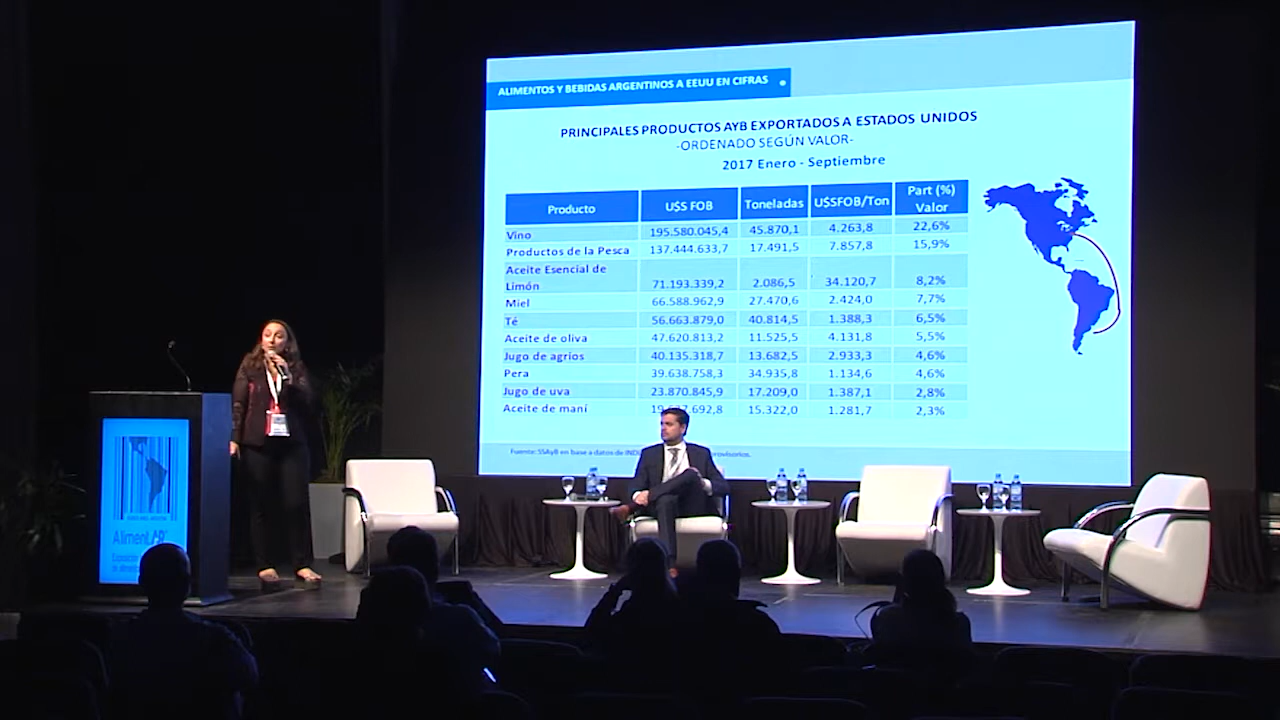 ALIMENTOS Y BEBIDAS ARGENTINOS A EEUU EN CIFRAS
PRINCIPALES PRODUCTOS AYB EXPORTADOS A ESTADOS UNIDOS
-ORDENADO SEGÚN VALOR-
2017 Enero - Septiembre
Producto U$S FOB Toneladas U$SFOB/Ton Part (%) Valor
Vino 195.580.045,4 45.870,1 4.263,8 22,6%
Productos de la Pesca 137.444.633,7 17.491,5 7.857,8 15,9%
Aceite Esencial de
Limón 71.193.339,2 2.086,5 34.120,7 8,2%
Miel 66.588.962,9 27.470,6 2.424,0 7,7%
Té 56.663.879,0 40.814,5 1.388,3 6,5%
Aceite de oliva 47.620.813,2 11.525,5 4.131,8 5,5%
Jugo de agrios 40.135.318,7 13.682,5 2.933,3 4,6%
Pera 39.638.758,3 34.935,8 1.134,6 4,6%
Jugo de uva 23.870.845,9 17.209,0 1.387,1 2,8%
Aceite de maní 15.322,0 1.281,7 2,3%
Fuente: SSAyB en base a datos de
AlimentAR